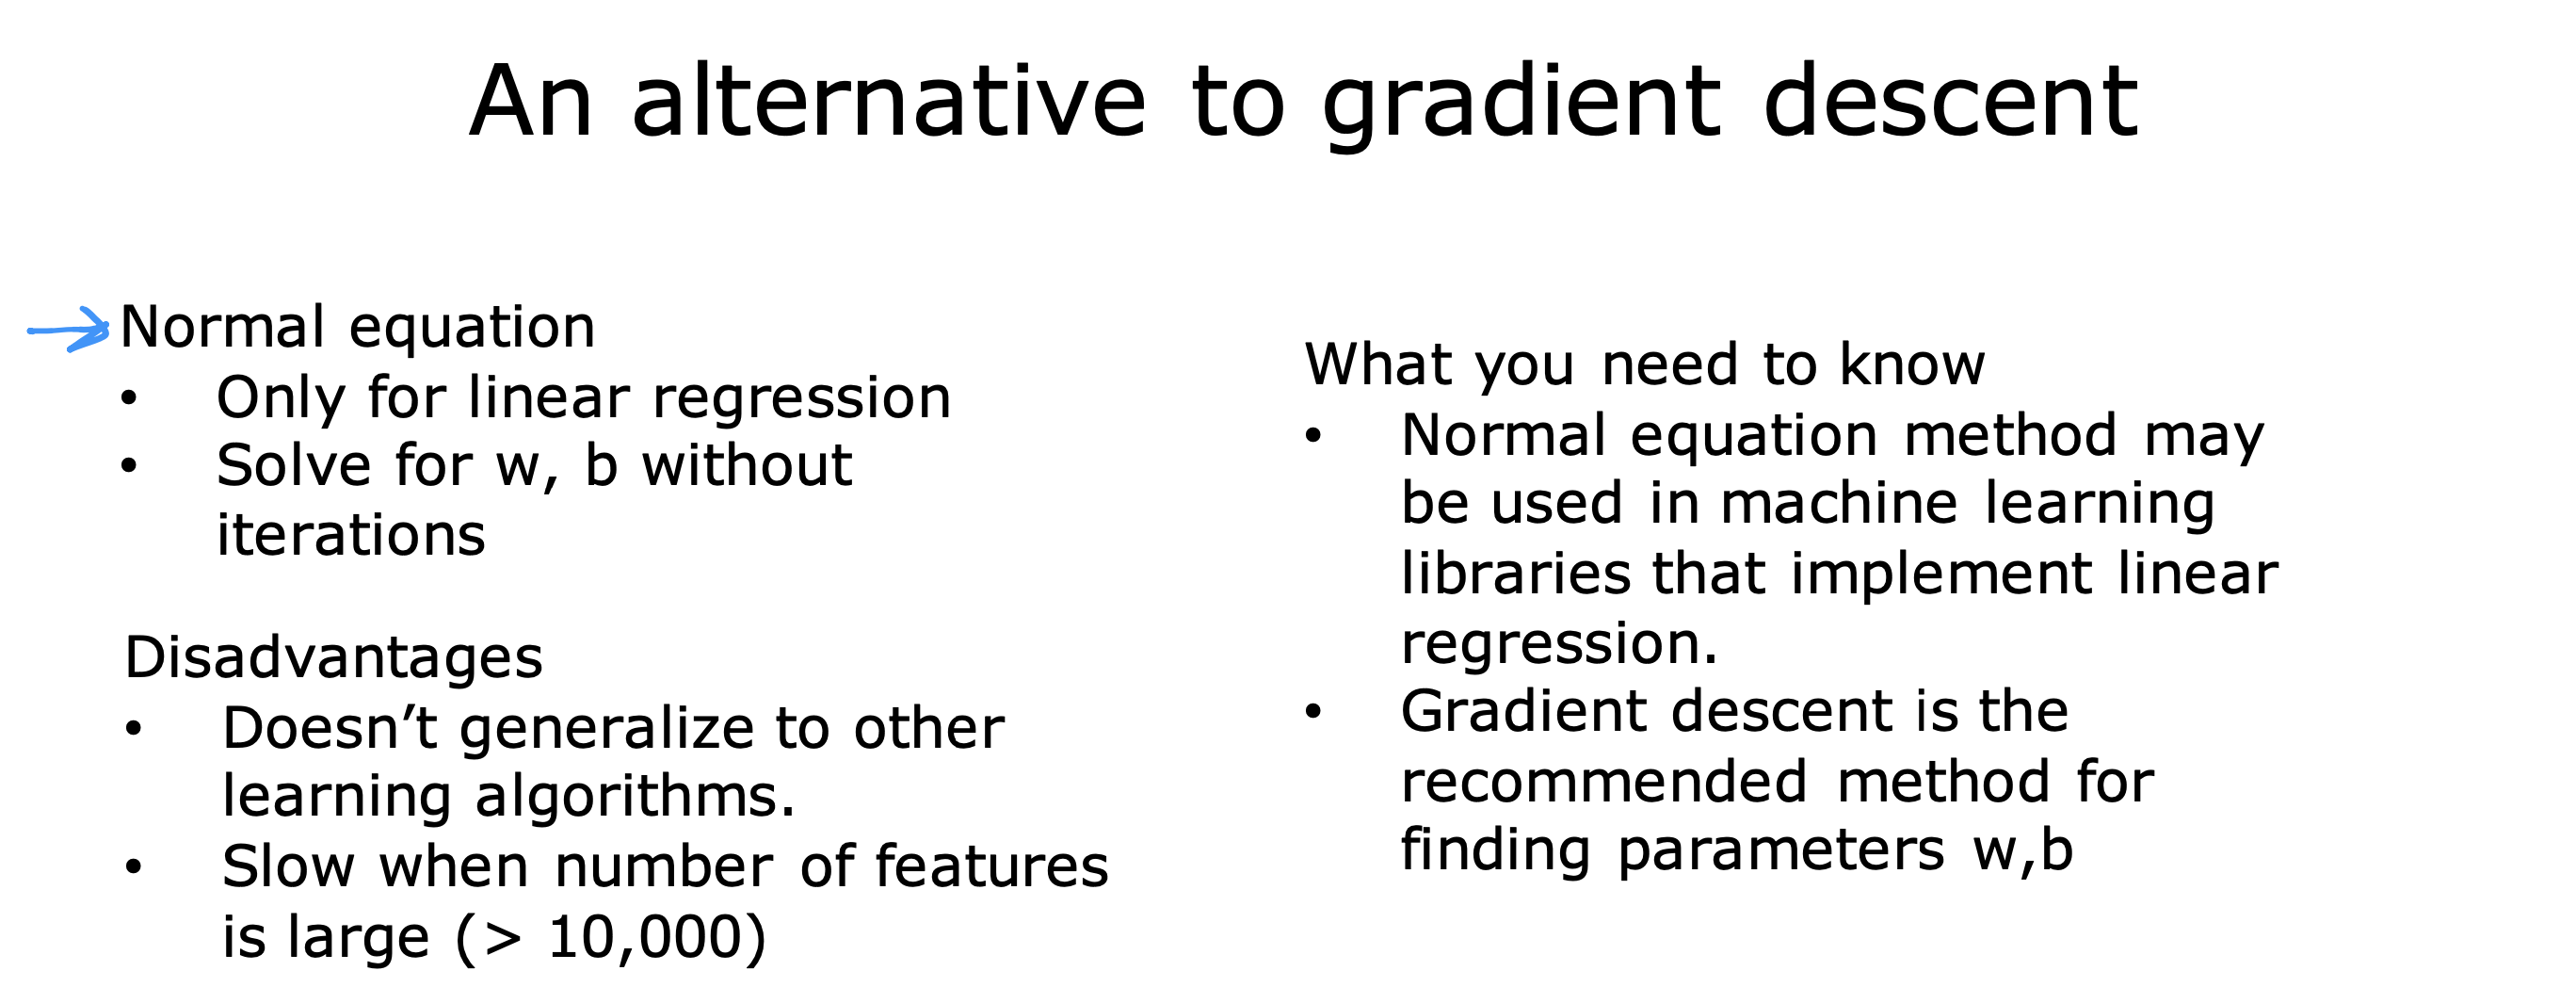 An alternative to gradient descent
Normal equation
• Only for linear regression
• Solve for w, b without
iterations
Disadvantages
• Doesn’t generalize to other
learning algorithms.
• Slow when number of features
is large (> 10,000)
What you need to know
• Normal equation method may
be used in machine learning
libraries that implement linear
regression.
• Gradient descent is the
recommended method for
finding parameters w,b